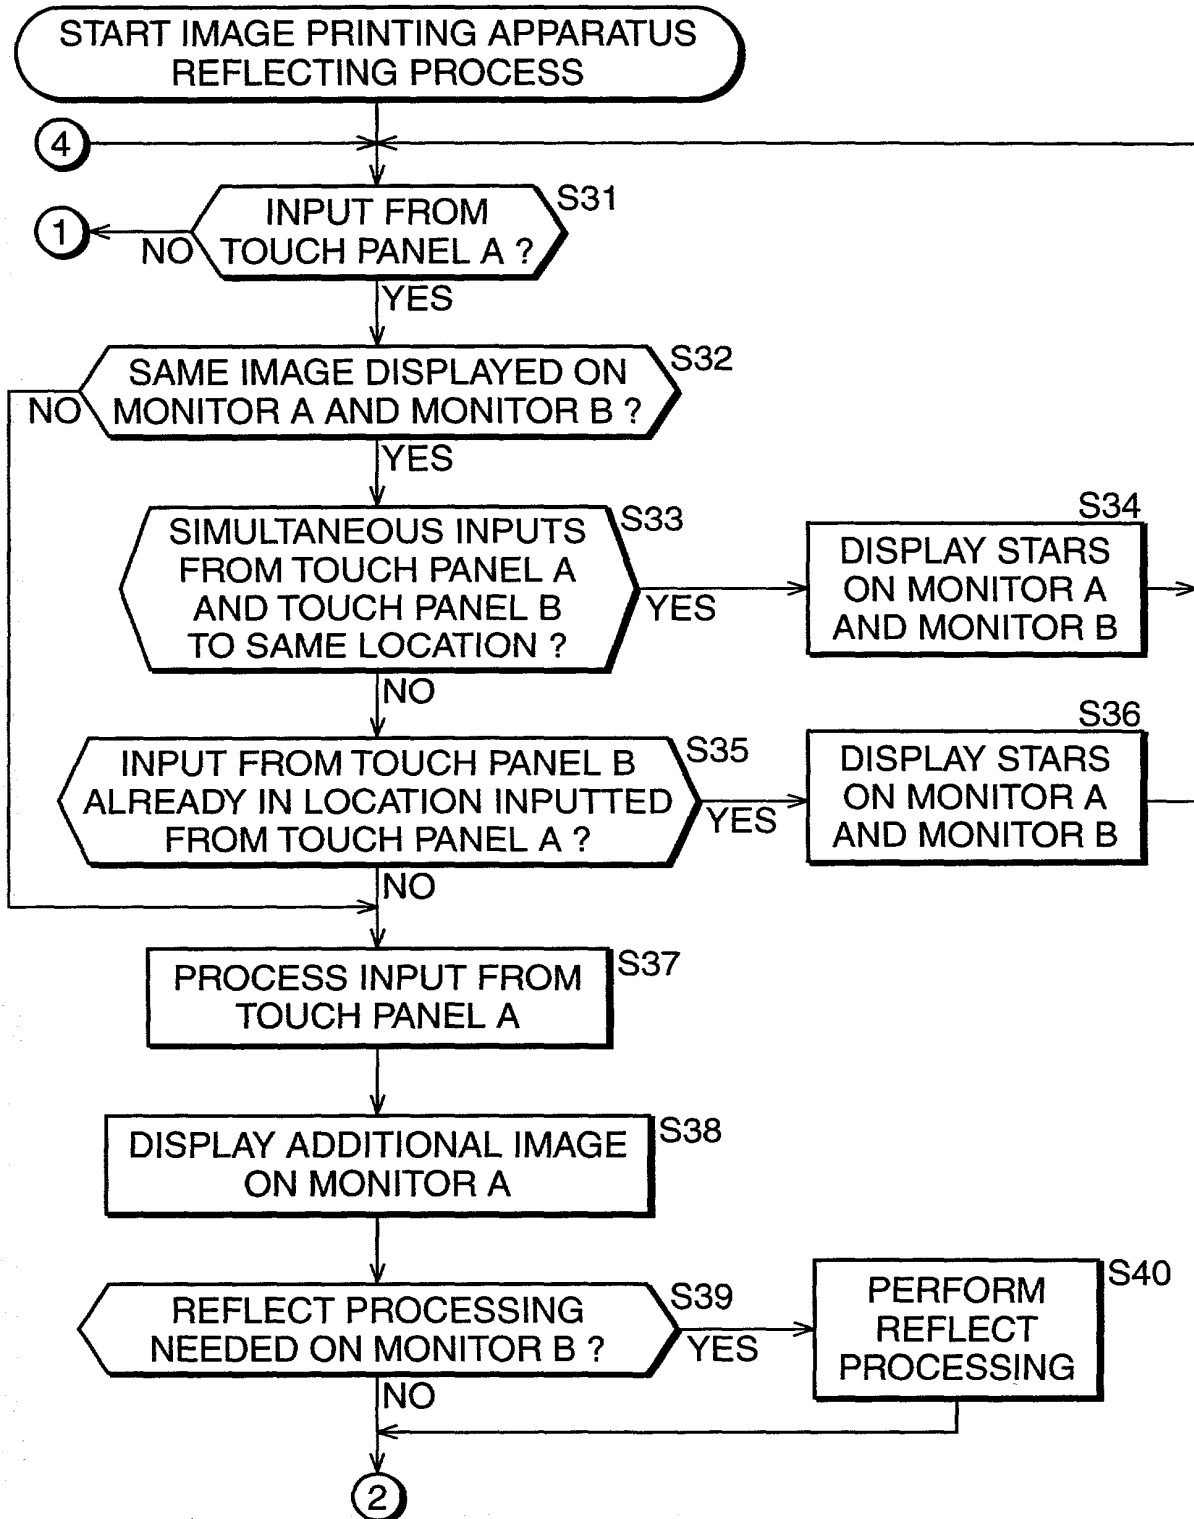 START IMAGE PRINTING APPARATUS
REFLECTING PROCESS
4
S31
INPUT FROM
TOUCH PANEL A ?
1
NO
YES
S32
SAME IMAGE DISPLAYED ON
MONITOR A AND MONITOR B ?
NO
YES
S33
SIMULTANEOUS INPUTS
FROM TOUCH PANEL A
AND TOUCH PANEL B
TO SAME LOCATION ?
YES
S34
DISPLAY STARS
ON MONITOR A
AND MONITOR B
NO
S35
INPUT FROM TOUCH PANEL B
ALREADY IN LOCATION INPUTTED
FROM TOUCH PANEL A ?
YES
S36
DISPLAY STARS
ON MONITOR A
AND MONITOR B
NO
S37
PROCESS INPUT FROM
TOUCH PANEL A
S38
DISPLAY ADDITIONAL IMAGE
ON MONITOR A
S39
REFLECT PROCESSING
NEEDED ON MONITOR B ?
YES
S40
PERFORM
REFLECT
PROCESSING
NO
2